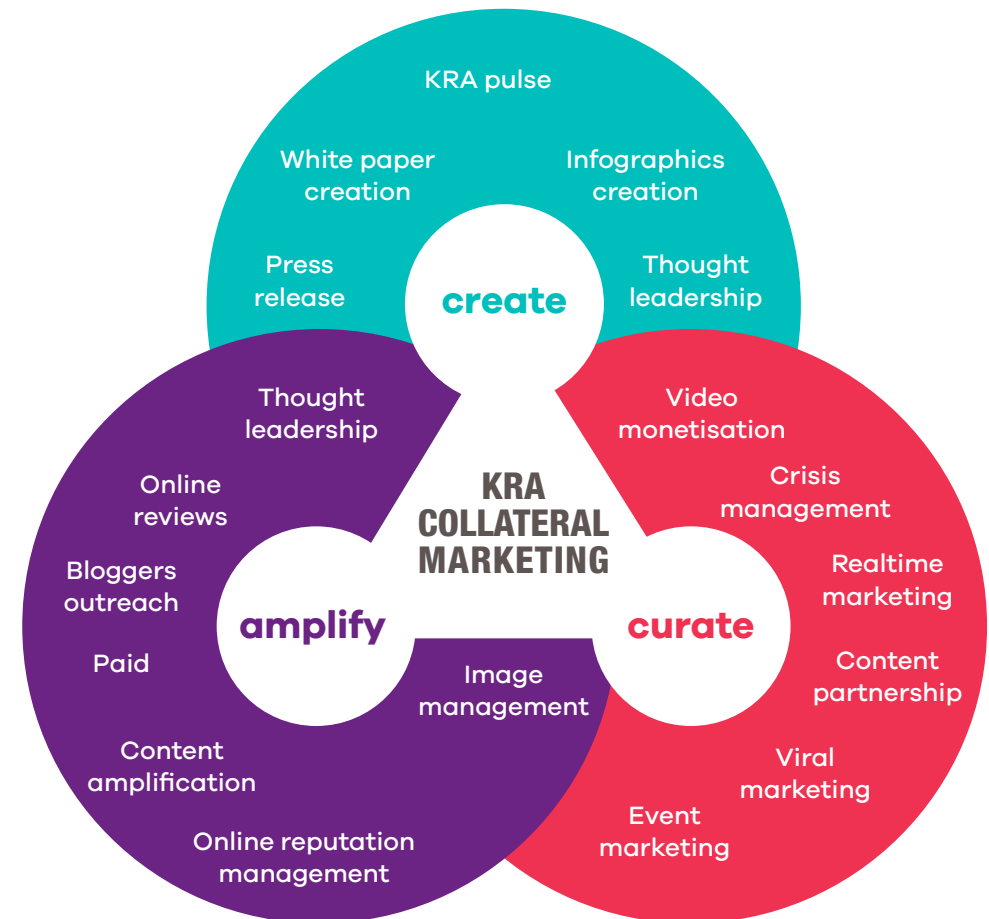 KRA pulse
White paper
creation
Infographics
creation
Press
release
Thought
leadership
create
Thought
leadership
Online
reviews
Bloggers
outreach
Paid
Content
amplification
Online reputation
management
Image
management
amplify
KRA
COLLATERAL
MARKETING
Video
monetisation
Crisis
management
Realtime
marketing
Content
partnership
Viral
marketing
Event
marketing
curate